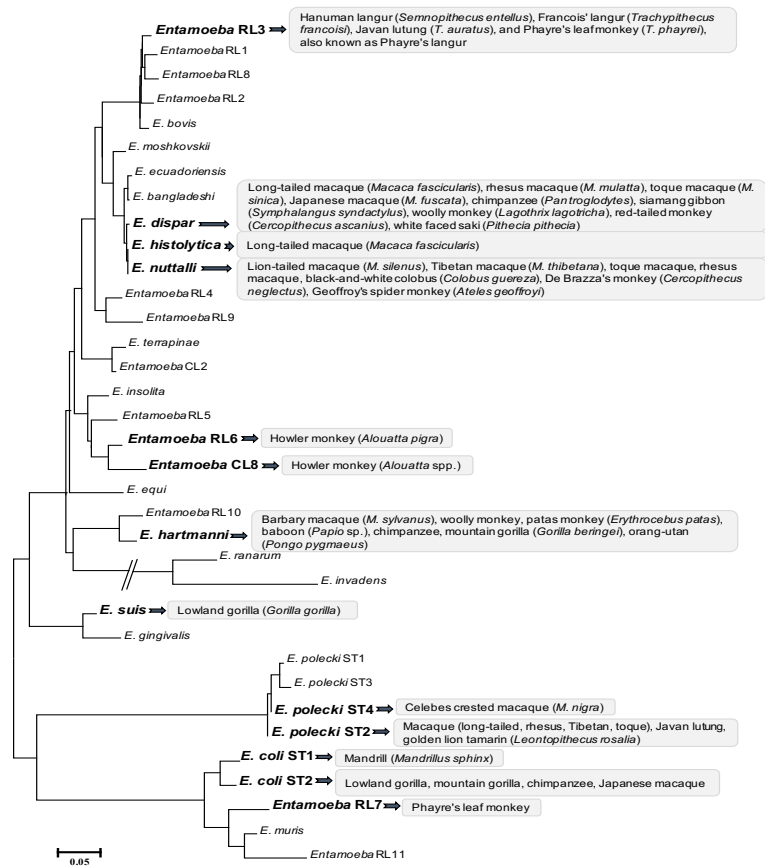 Hanuman langur (Semnopithecus entellus), Francois' langur (Trachypithecus
Entamoeba RL3
francoisi), Javan lutung (T. auratus), and Phayre's leaf monkey (T. phayrei),
also known as Phayre's langur
Entamoeba RL1
Entamoeba RL8
Entamoeba RL2
E. bovis
E. moshkovskii
E. ecuadoriensis
E. bangladeshi
Long-tailed macaque (Macaca fascicularis), rhesus macaque (M. mulatta), toque macaque (M.
sinica), Japanese macaque (M. fuscata), chimpanzee (Pan troglodytes), siamang gibbon
(Symphalangus syndactylus), woolly monkey (Lagothrix lagotricha), red-tailed monkey
(Cercopithecus ascanius), white faced saki (Pithecia pithecia)
E. dispar
E. histolytica
Long-tailed macaque (Macaca fascicularis)
E. nuttalli
Lion-tailed macaque (M. silenus), Tibetan macaque (M. thibetana), toque macaque, rhesus
macaque, black-and-white colobus (Colobus guereza), De Brazza's monkey (Cercopithecus
neglectus), Geoffroy's spider monkey (Ateles geoffroyi)
Entamoeba RL4
Entamoeba RL9
E. terrapinae
Entamoeba CL2
E. insolita
Entamoeba RL5
Entamoeba RL6
Howler monkey (Alouatta pigra)
Entamoeba CL8
Howler monkey (Alouatta spp.)
E. equi
Entamoeba RL10
E. hartmanni
Barbary macaque (M. sylvanus), woolly monkey, patas monkey (Erythrocebus patas),
baboon (Papio sp.), chimpanzee, mountain gorilla (Gorilla beringei), orang-utan
(Pongo pygmaeus)
E. ranarum
E. invadens
E. suis
Lowland gorilla (Gorilla gorilla)
E. gingivalis
E. polecki ST1
E. polecki ST3
E. polecki ST4
Celebes crested macaque (M. nigra)
E. polecki ST2
Macaque (long-tailed, rhesus, Tibetan, toque), Javan lutung,
golden lion tamarin (Leontopithecus rosalia)
E. coli ST1
Mandrill (Mandrillus sphinx)
E. coli ST2
Lowland gorilla, mountain gorilla, chimpanzee, Japanese macaque
Entamoeba RL7
Phayre's leaf monkey
E. muris
Entamoeba RL11
0.05